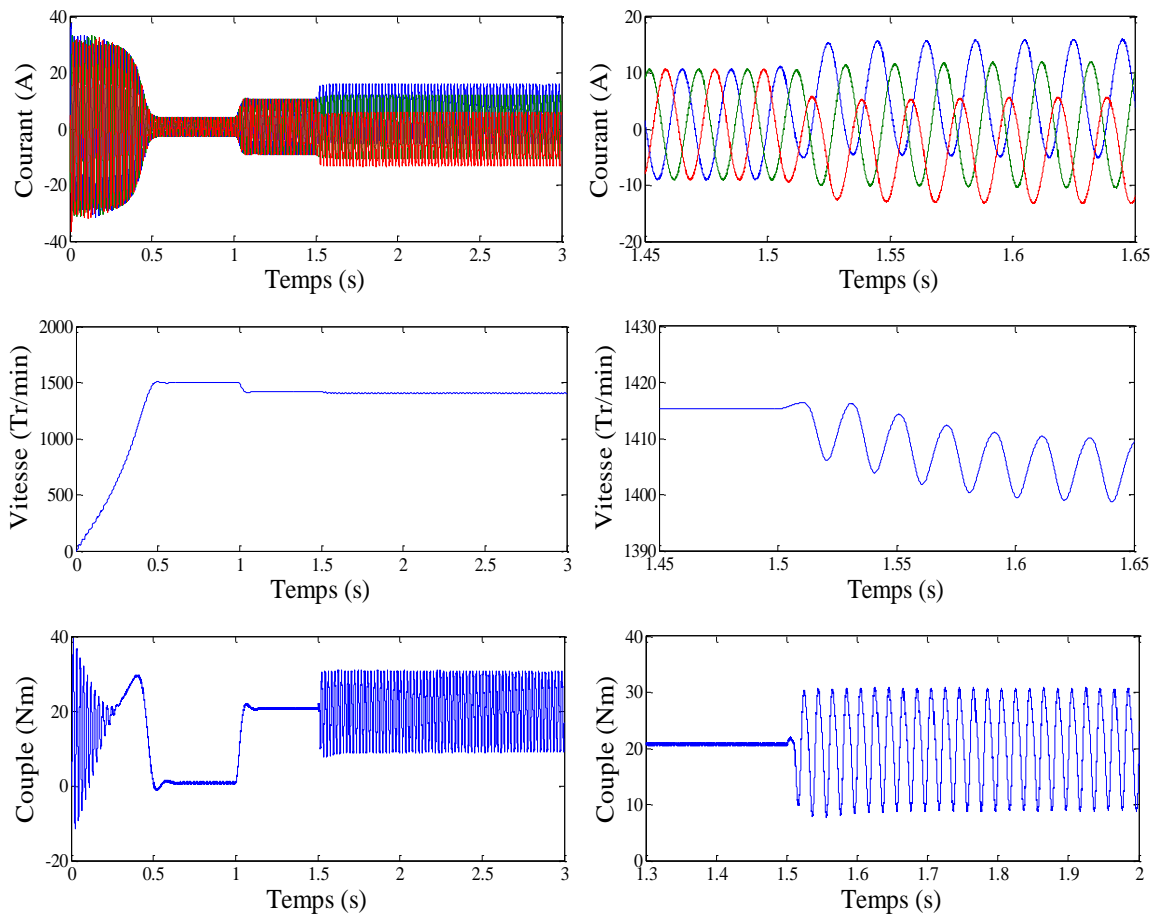 Courant (A)
40
20
0
-20
-40
0 0.5 1 1.5 2 2.5 3
Temps (s)
Courant (A)
20
10
0
-10
-20
1.45 1.5 1.55 1.6 1.65
Temps (s)
Vitesse (Tr/min)
2000
1500
1000
500
0
0 0.5 1 1.5 2 2.5 3
Temps (s)
Vitesse (Tr/min)
1430
1420
1410
1400
1390
1.45 1.5 1.55 1.6 1.65
Temps (s)
Couple (Nm)
40
20
0
-20
0 0.5 1 1.5 2 2.5 3
Temps (s)
Couple (Nm)
40
30
20
10
0
1.3 1.4 1.5 1.6 1.7 1.8 1.9 2
Temps (s)